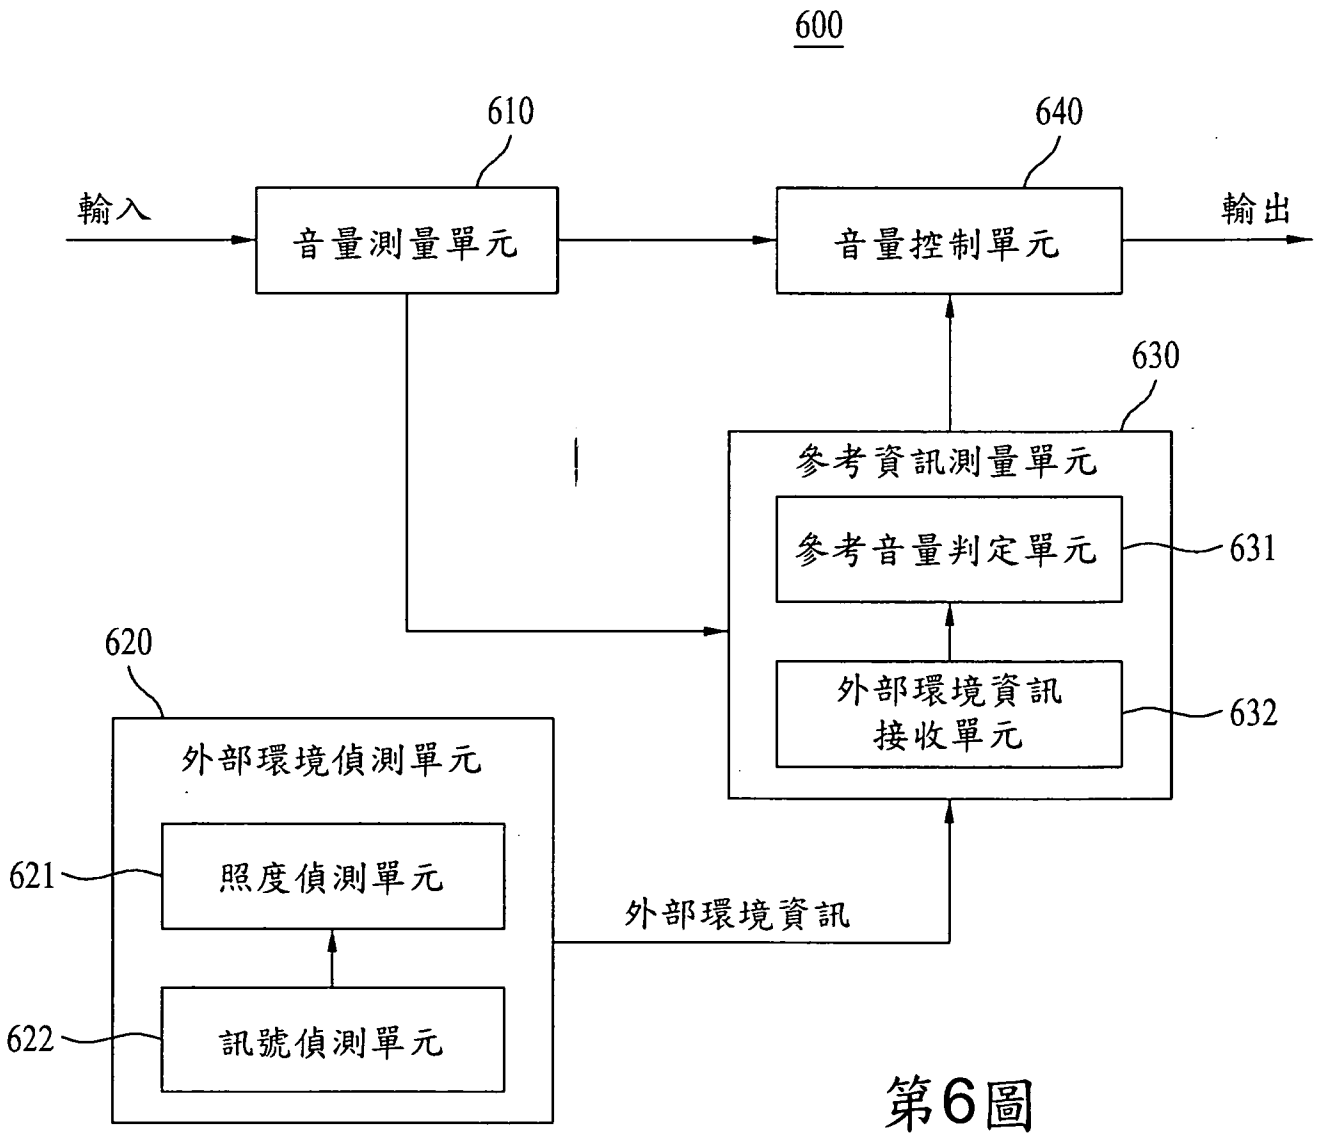 600
610
640
輸入
音量測量單元
音量控制單元
輸出
630
參考資訊測量單元
參考音量判定單元
631
外部環境資訊
接收單元
632
620
外部環境偵測單元
621
照度偵測單元
外部環境資訊
622
訊號偵測單元
第6圖